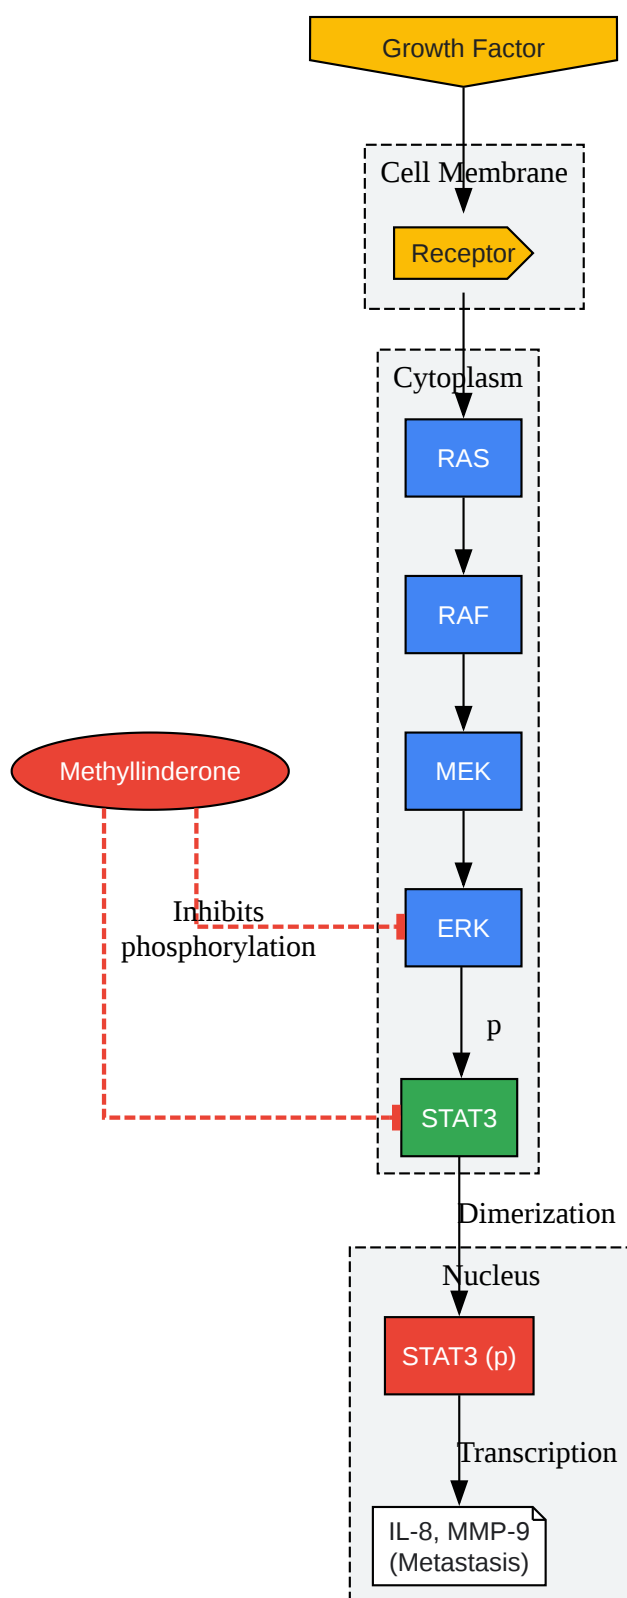 Growth Factor
Cell Membrane
Receptor
Cytoplasm
RAS
RAF
Methyllinderone
MEK
Inhibits
phosphorylation
ERK
p
STAT3
Dimerization
Nucleus
STAT3 (p)
Transcription
IL-8, MMP-9
(Metastasis)